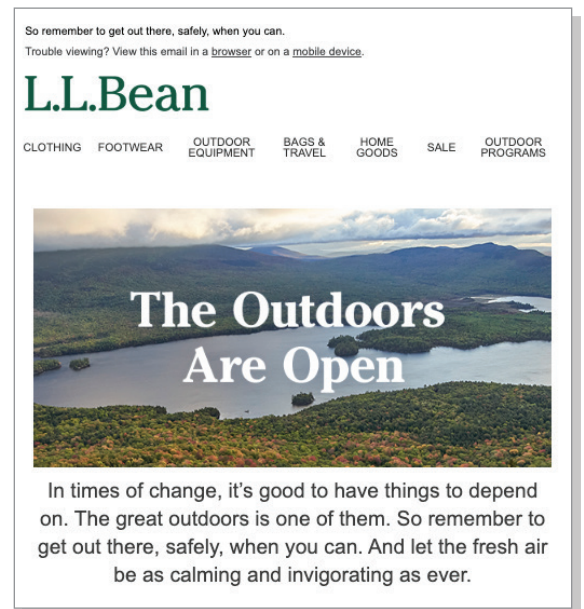 So remember to get out there, safely, when you can.
Trouble viewing? View this email in a browser or on a mobile device.
L.L.Bean
CLOTHING FOOTWEAR OUTDOOR EQUIPMENT BAGS & TRAVEL HOME GOODS SALE OUTDOOR PROGRAMS
The Outdoors
Are Open
In times of change, it’s good to have things to depend
on. The great outdoors is one of them. So remember to
get out there, safely, when you can. And let the fresh air
be as calming and invigorating as ever.